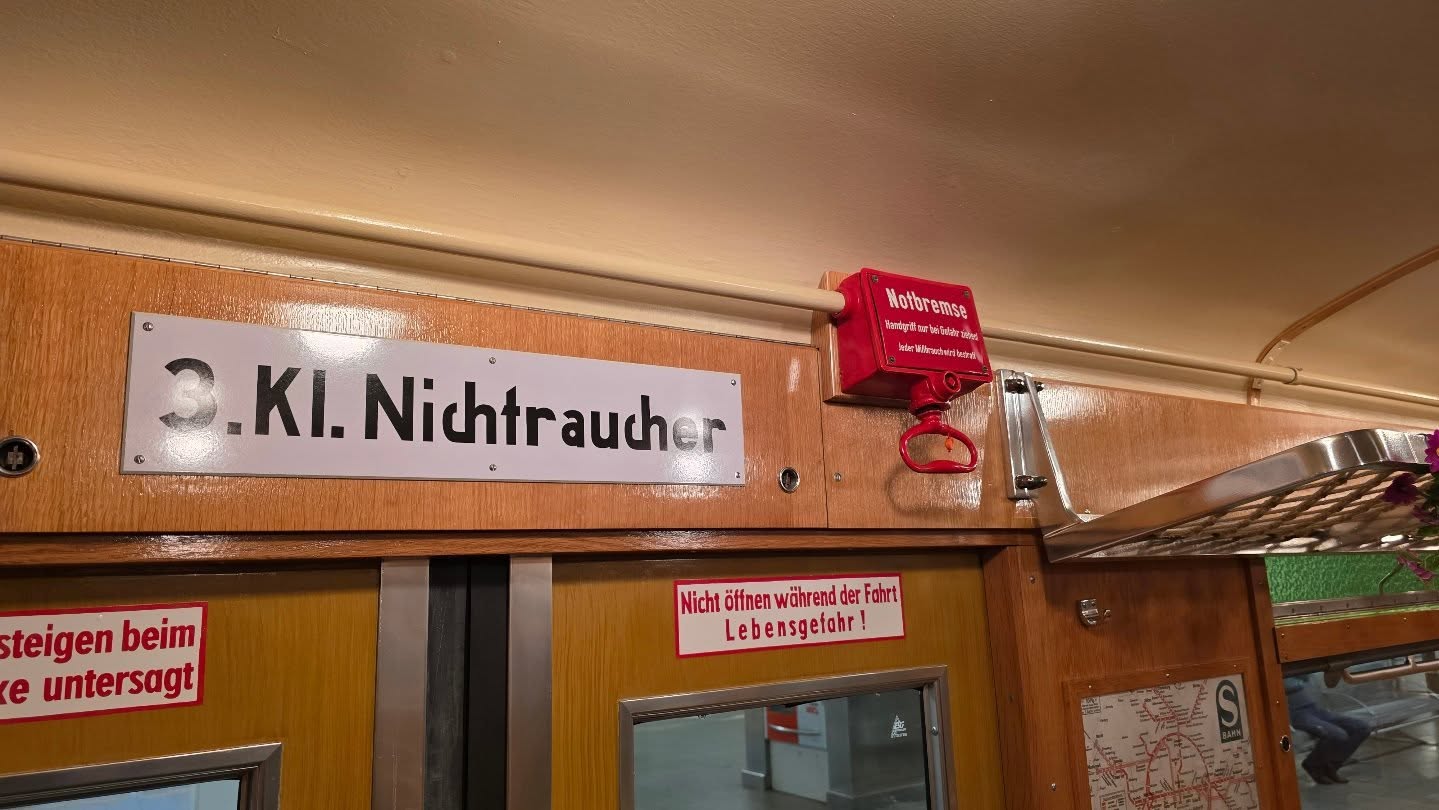 3. Kl. Nichtraucher
Notbremse
Handgriff nur bei Gefahr ziehen
Jeder Mißbrauch wird bestraft
steigen beim
ke untersagt
Nicht öffnen während der Fahrt
Lebensgefahr !
S
BAHN